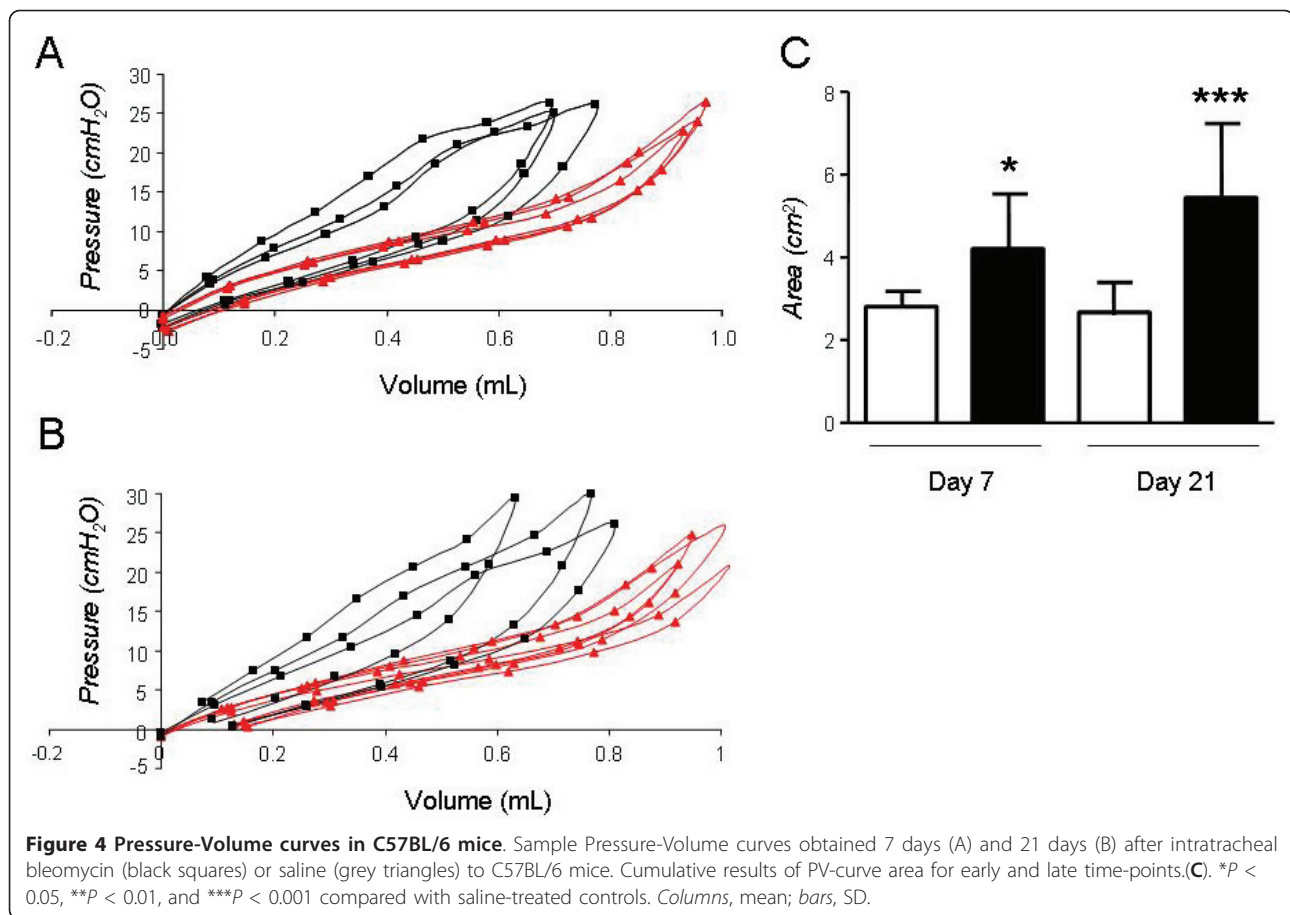 A
Pressure (cmH2O)
30
25
20
15
10
5
0
-5
-0.2
0.0
0.2
0.4
0.6
0.8
1.0
Volume (mL)
B
Pressure (cmH2O)
30
25
20
15
10
5
0
-5
-0.2
0
0.2
0.4
0.6
0.8
1
Volume (mL)
C
Area (cm2)
8
6
4
2
0
*
***
Day 7
Day 21
Figure 4 Pressure-Volume curves in C57BL/6 mice. Sample Pressure-Volume curves obtained 7 days (A) and 21 days (B) after intratracheal
bleomycin (black squares) or saline (grey triangles) to C57BL/6 mice. Cumulative results of PV-curve area for early and late time-points.(C). *P <
0.05, **P < 0.01, and ***P < 0.001 compared with saline-treated controls. Columns, mean; bars, SD.